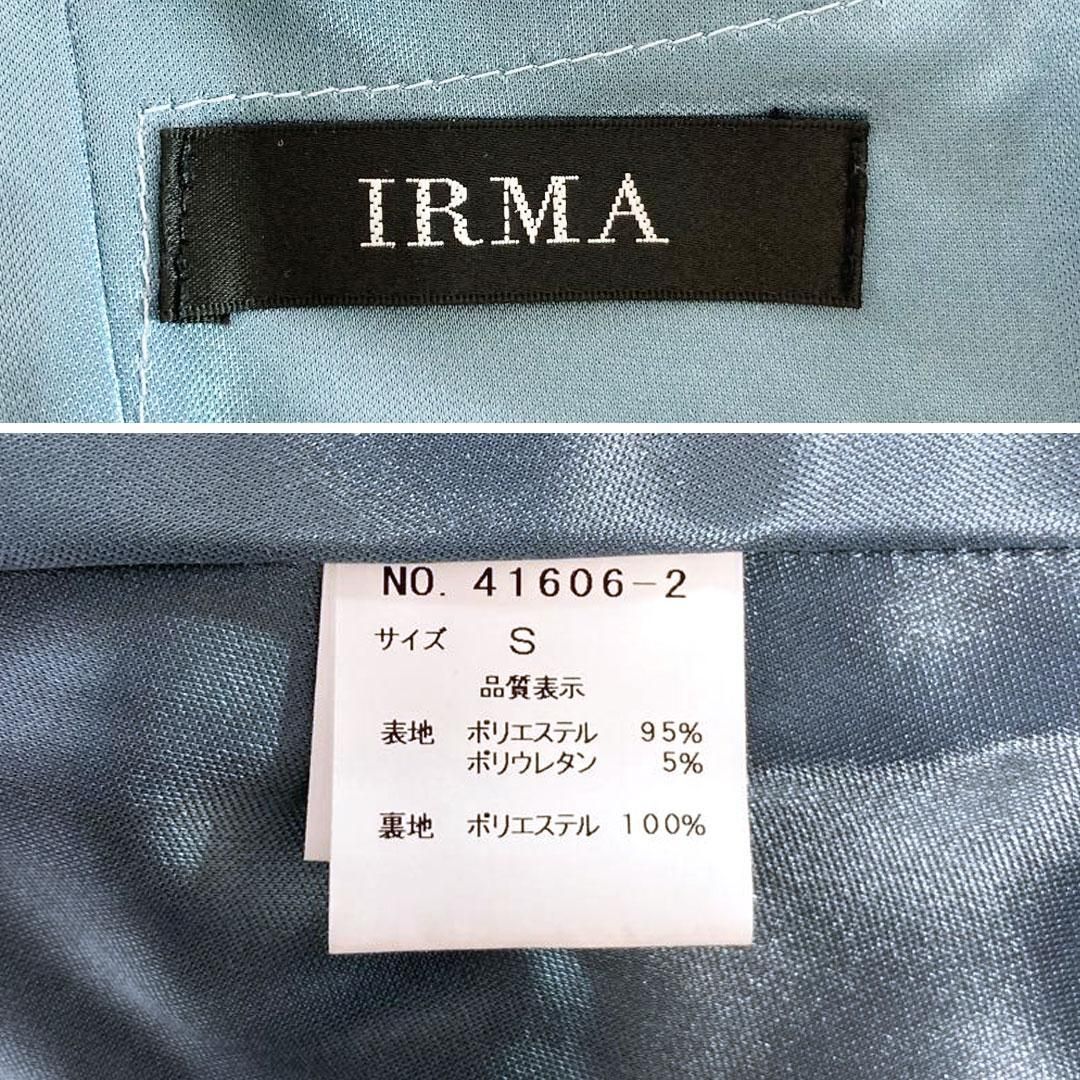 IRMA
NO. 41606-2
サイズ S
品質表示
表地 ポリエステル 95%
ポリウレタン 5%
裏地 ポリエステル 100%